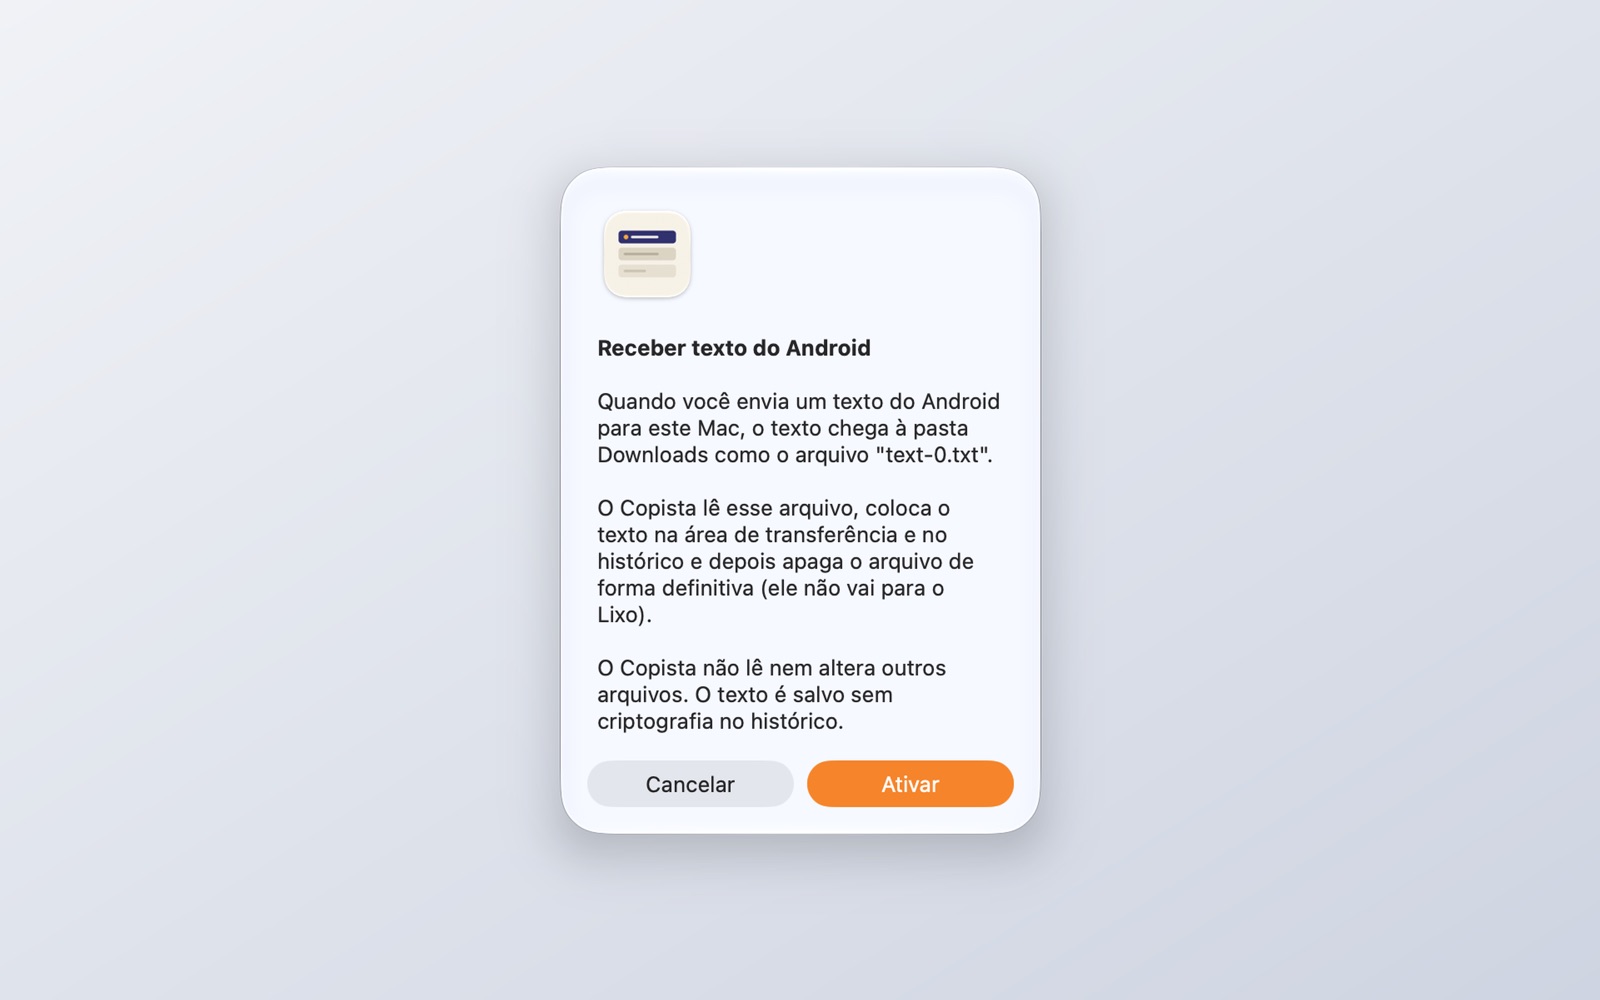 Receber texto do Android
Quando você envia um texto do Android
para este Mac, o texto chega à pasta
Downloads como o arquivo "text-0.txt".
O Copista lê esse arquivo, coloca o
texto na área de transferência e no
histórico e depois apaga o arquivo de
forma definitiva (ele não vai para o
Lixo).
O Copista não lê nem altera outros
arquivos. O texto é salvo sem
criptografia no histórico.
Cancelar
Ativar